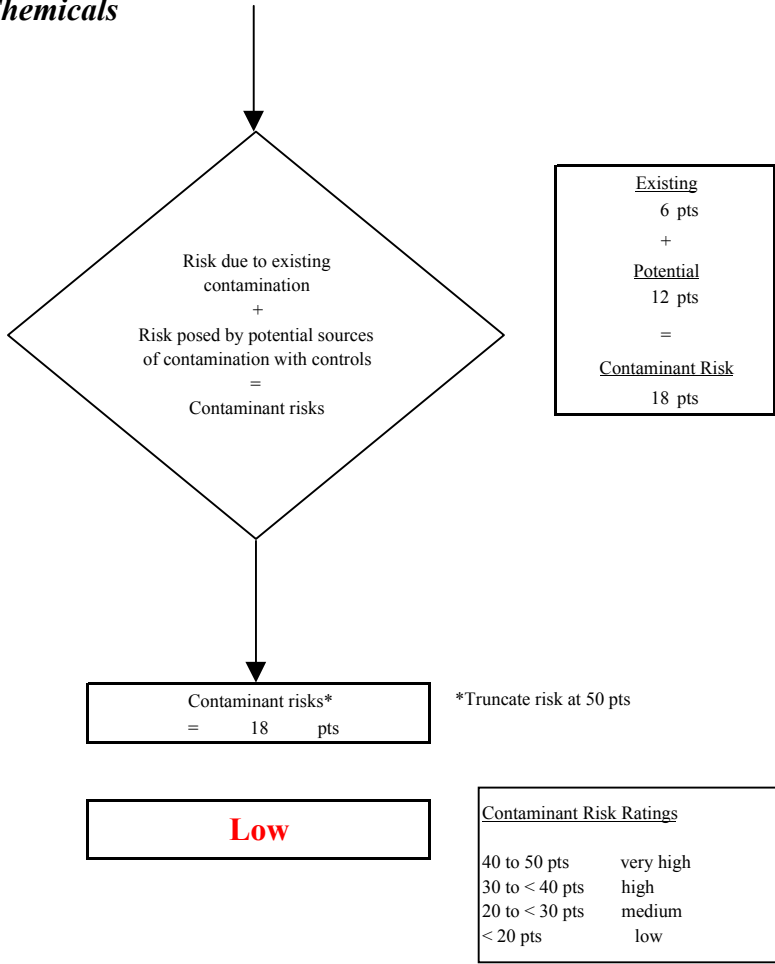 Chemicals
Risk due to existing
contamination
+
Risk posed by potential sources
of contamination with controls
=
Contaminant risks
Existing
6 pts
+
Potential
12 pts
=
Contaminant Risk
18 pts
Contaminant risks*
= 18 pts
*Truncate risk at 50 pts
Low
Contaminant Risk Ratings
40 to 50 pts very high
30 to < 40 pts high
20 to < 30 pts medium
< 20 pts low